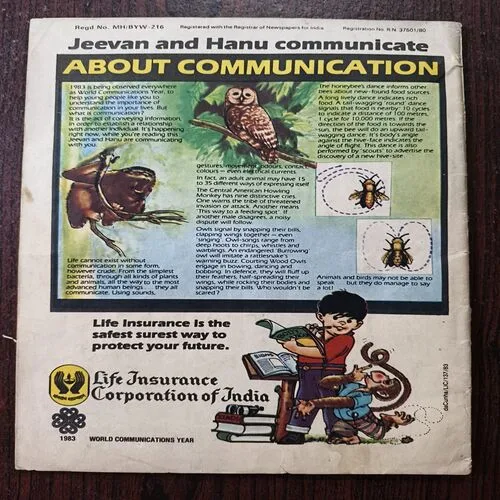 Regd No. MH/BYW-216 Registered with the Registrar of Newspapers for India Registration No. R.N. 37601/80
Jeevan and Hanu communicate
ABOUT COMMUNICATION
1983 is being observed everywhere
as World Communications Year, to
help young people like you to
understand the importance of
communication in your lives. But
what is communication?
It is the act of conveying information,
in order to establish a relationship
with another individual. It's happening
right now, while you're reading this
Jeevan and Hanu are communicating
with you.
Life cannot exist without
communication in some form,
however crude. From the simplest
bacteria, through all kinds of plants
and animals, all the way to the most
advanced human beings they all
communicate. Using sounds,
gestures, movement, odours, contact,
colours — even electrical currents.
In fact, an adult animal may have 15
to 35 different ways of expressing itself
The Central American Howling
Monkey has nine distinctive cries.
One warns the tribe of threatened
invasion or attack. Another means
'This way to a feeding spot'. If
another male disagrees, a noisy
dispute will follow.
Owls signal by snapping their bills,
clapping wings together — even
'singing'. Owl-songs range from
deep hoots to chirps, whistles and
warblings. An endangered 'Burrowing'
owl will imitate a rattlesnake's
warning buzz. Courting Wood Owls
engage in bowing, dancing and
bobbing. In defence, they will fluff up
their feathers, half-spreading their
wings, while rocking their bodies and
snapping their bills. Who wouldn't be
scared?
The honeybee's dance informs other
bees about new-found food sources
A long lively dance indicates rich
food. A tail-wagging 'round' dance
signals that food is nearby: 10 cycles
to indicate a distance of 100 metres,
1 cycle for 10,000 metres. If the
direction of the food is towards the
sun, the bee will do an upward tail-
wagging dance. It's body's angle
against the hive-face indicates the
angle of flight. This dance is also
performed by 'scouts' to advertise the
discovery of a new hive-site
Animals and birds may not be able to
speak but they do manage to say
a lot!
Life Insurance is the
safest surest way to
protect your future.
Life Insurance
Corporation of India
1983 WORLD COMMUNICATIONS YEAR
daCunha/LIC/137/83